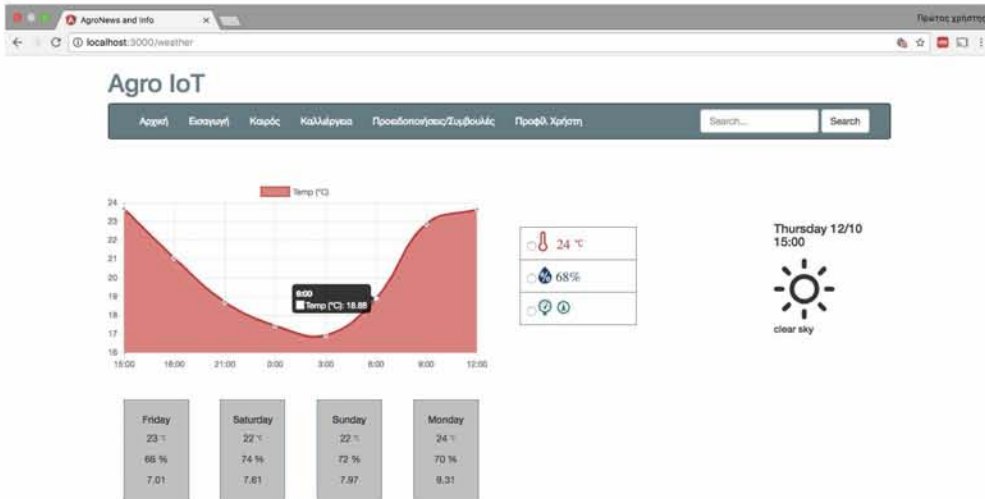 AgroNews and Info
Πρώτος χρήστης
localhost:3000/weather
Agro IoT
Αρχική Εισαγωγή Καιρός Καλλιέργεια Προειδοποιήσεις/Συμβουλές Προφίλ Χρήστη Search... Search
Temp (°C)
24
23
22
21
20
19
18
17
16
6:00
Temp (°C): 18.88
15:00 18:00 21:00 0:00 3:00 6:00 9:00 12:00
24 °C
68%
Thursday 12/10
15:00
clear sky
Friday Saturday Sunday Monday
23 °C 22 °C 22 °C 24 °C
66 % 74 % 72 % 70 %
7.01 7.61 7.97 8.31